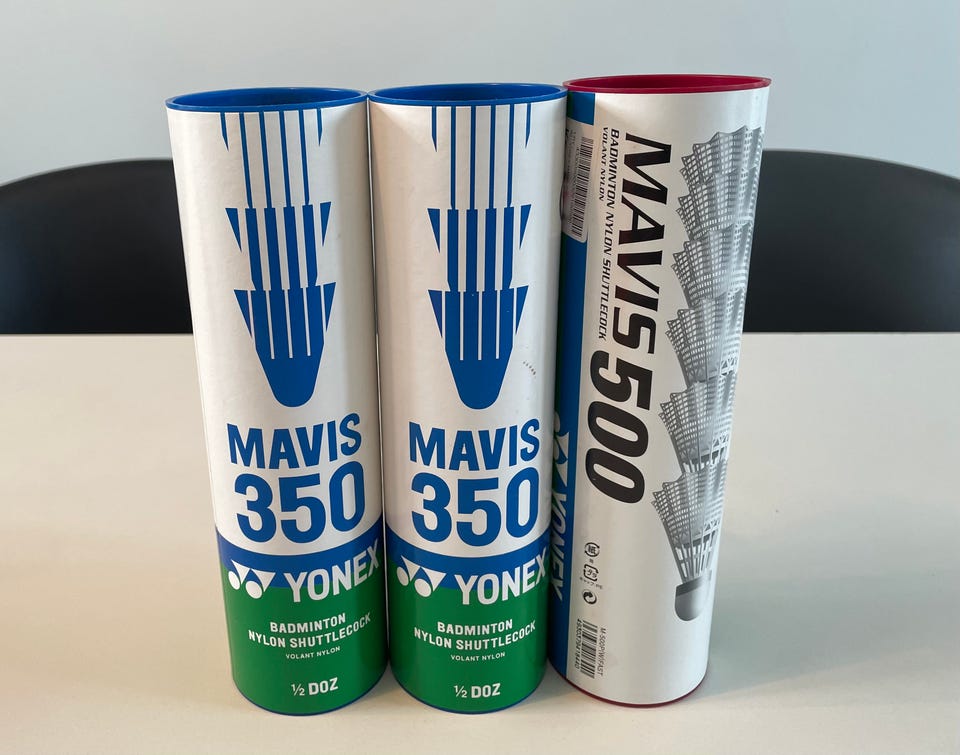 MAVIS
350
YONEX
BADMINTON
NYLON SHUTTLECOCK
VOLANT NYLON
½ DOZ
MAVIS
350
YONEX
BADMINTON
NYLON SHUTTLECOCK
VOLANT NYLON
½ DOZ
MAVIS 500
BADMINTON NYLON SHUTTLECOCK
VOLANT NYLON
YONEX